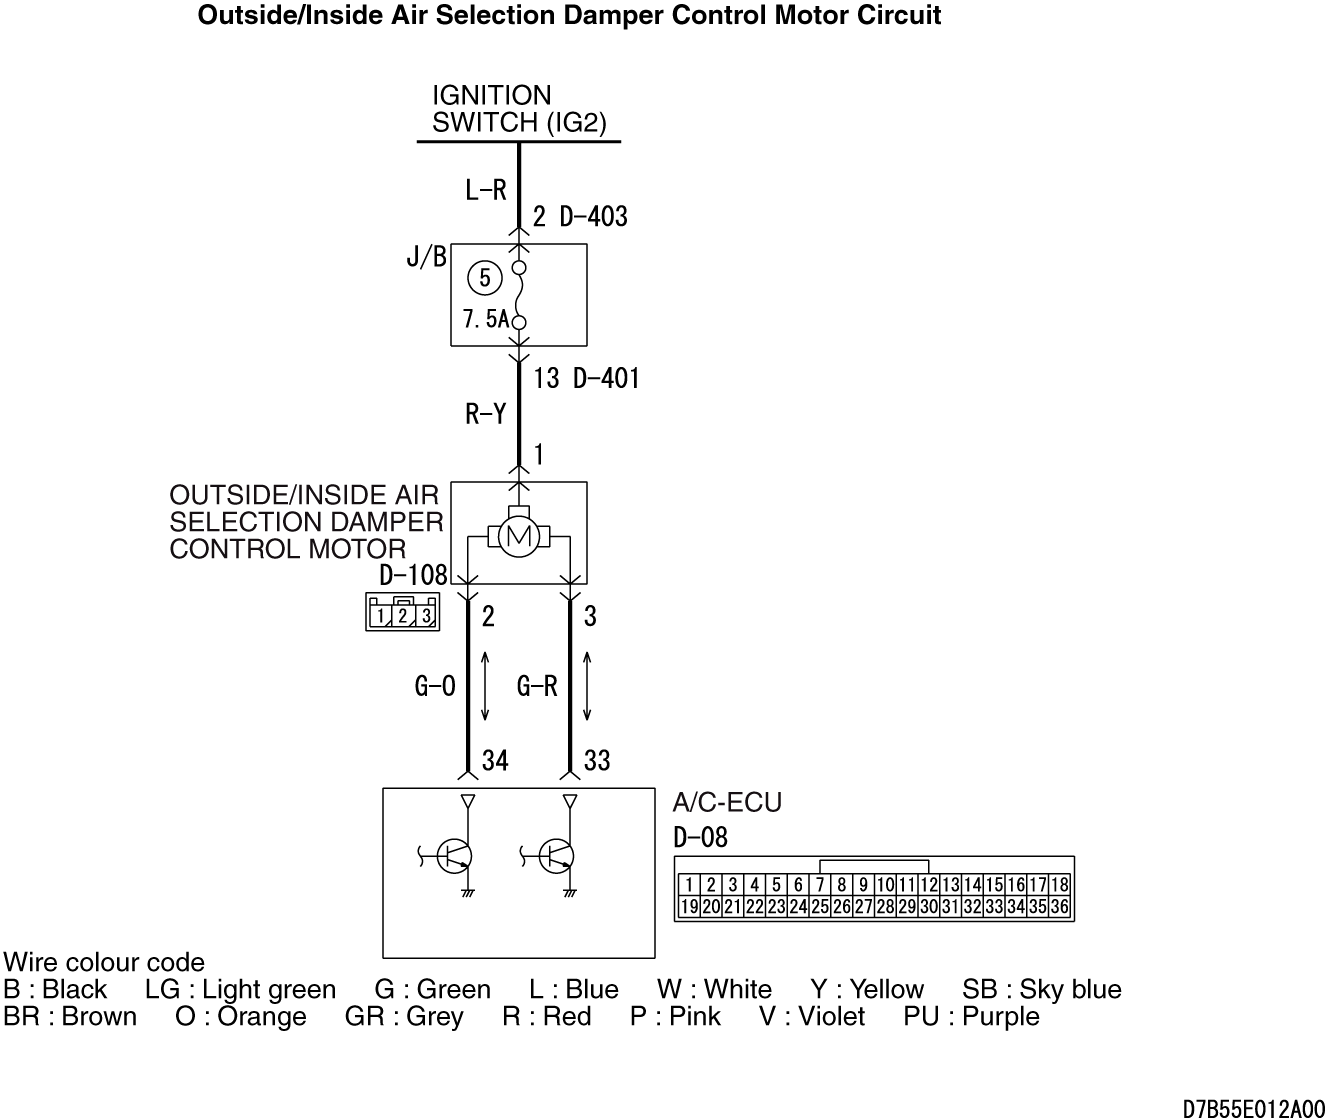 Outside/Inside Air Selection Damper Control Motor Circuit
IGNITION
SWITCH (IG2)
L-R
2 D-403
J/B
5
7.5A
13 D-401
R-Y
1
OUTSIDE/INSIDE AIR
SELECTION DAMPER
CONTROL MOTOR
M
D-108
1 2 3
2 3
G-O G-R
34 33
A/C-ECU
D-08
1 2 3 4 5 6 7 8 9 10 11 12 13 14 15 16 17 18
19 20 21 22 23 24 25 26 27 28 29 30 31 32 33 34 35 36
Wire colour code
B : Black LG : Light green G : Green L : Blue W : White Y : Yellow SB : Sky blue
BR : Brown O : Orange GR : Grey R : Red P : Pink V : Violet PU : Purple
D7B55E012A00